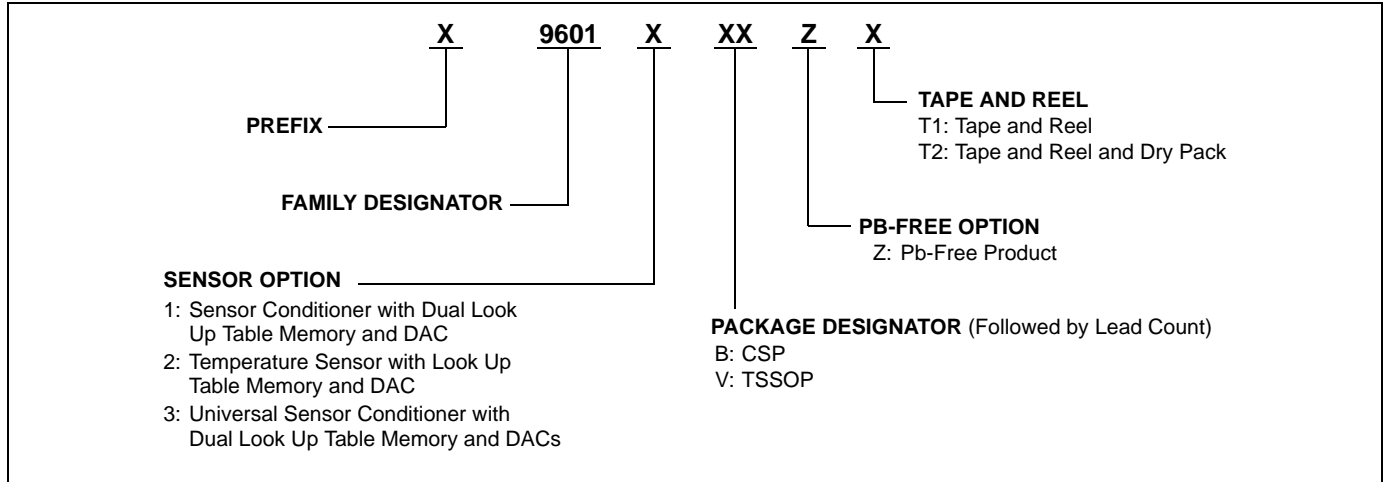 X 9601 X XX Z X
PREFIX
FAMILY DESIGNATOR
SENSOR OPTION
1: Sensor Conditioner with Dual Look
Up Table Memory and DAC
2: Temperature Sensor with Look Up
Table Memory and DAC
3: Universal Sensor Conditioner with
Dual Look Up Table Memory and DACs
TAPE AND REEL
T1: Tape and Reel
T2: Tape and Reel and Dry Pack
PB-FREE OPTION
Z: Pb-Free Product
PACKAGE DESIGNATOR (Followed by Lead Count)
B: CSP
V: TSSOP